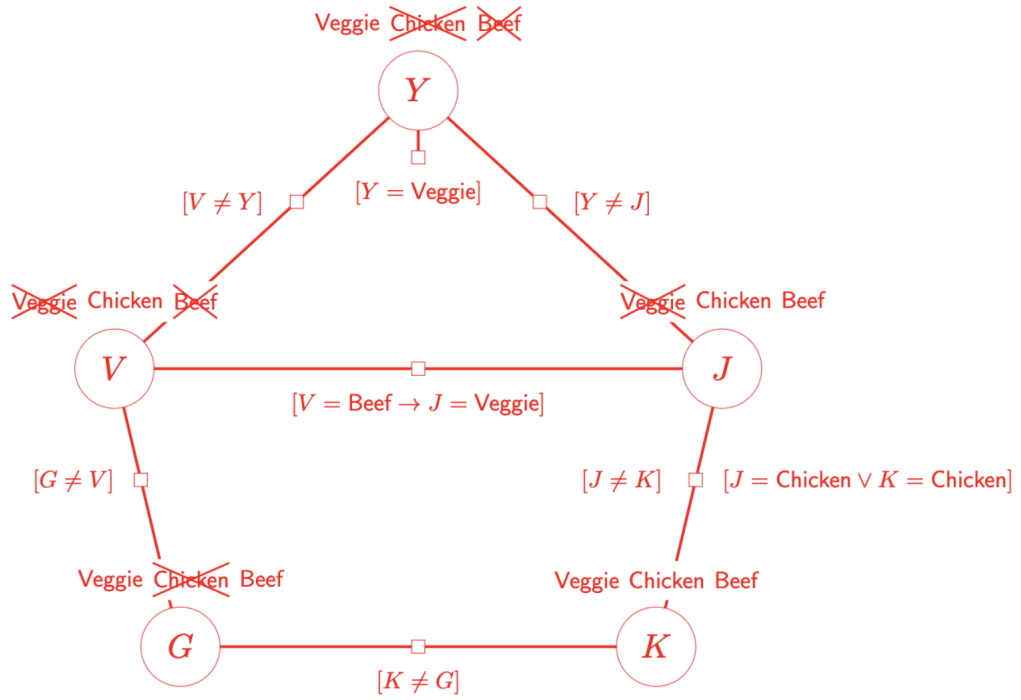 Veggie Chicken Beef
Y
[Y = Veggie]
[V ≠ Y]
[Y ≠ J]
Veggie Chicken Beef
Veggie Chicken Beef
V
J
[V = Beef → J = Veggie]
[G ≠ V]
[J ≠ K]
[J = Chicken ∨ K = Chicken]
Veggie Chicken Beef
Veggie Chicken Beef
G
K
[K ≠ G]